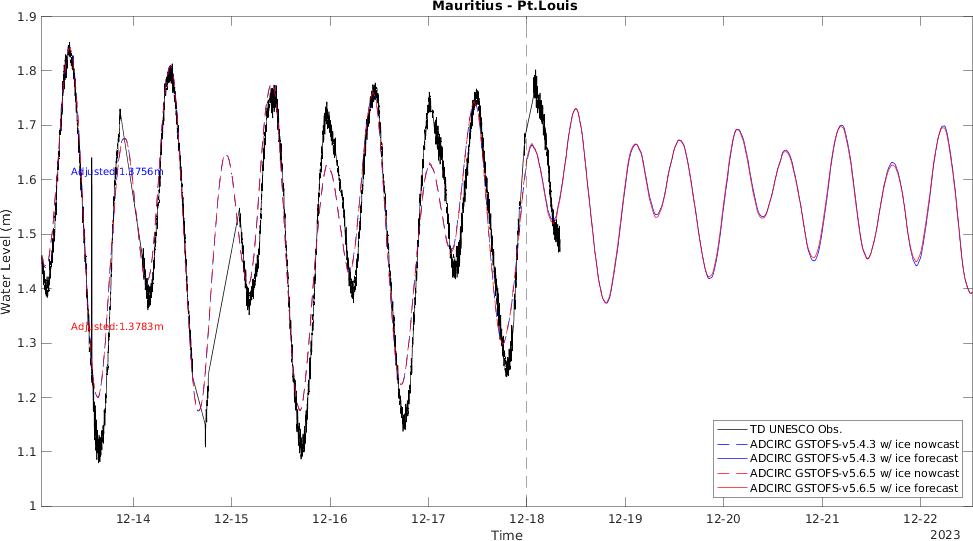 Mauritius - Pt.Louis
1.9
1.8
1.7
1.6
1.5
1.4
1.3
1.2
1.1
1
Water Level (m)
Adjusted:1.3756m
Adjusted:1.3783m
TD UNESCO Obs.
ADCIRC GSTOFS-v5.4.3 w/ ice nowcast
ADCIRC GSTOFS-v5.4.3 w/ ice forecast
ADCIRC GSTOFS-v5.6.5 w/ ice nowcast
ADCIRC GSTOFS-v5.6.5 w/ ice forecast
12-14 12-15 12-16 12-17 12-18 12-19 12-20 12-21 12-22
Time
2023